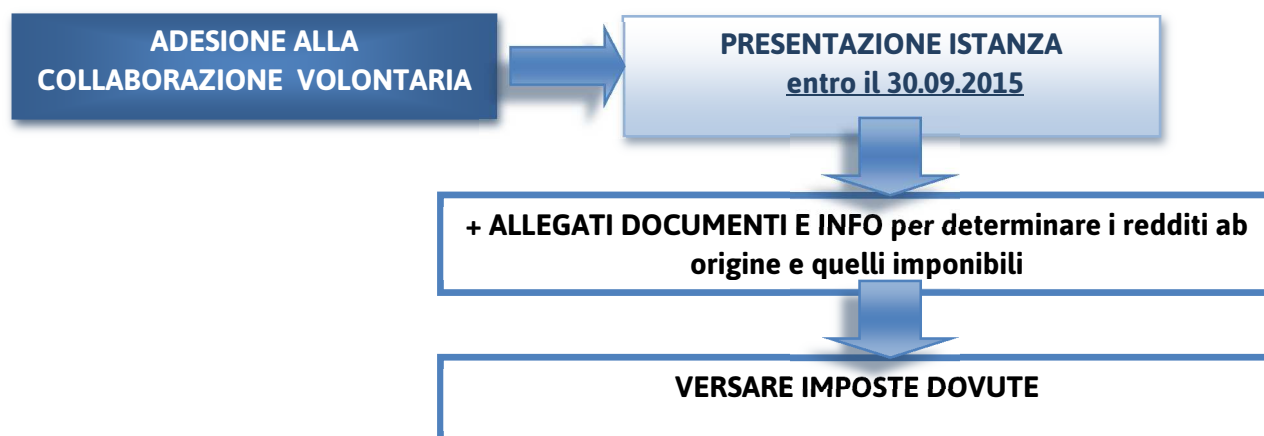 ADESIONE ALLA
COLLABORAZIONE VOLONTARIA
PRESENTAZIONE ISTANZA
entro il 30.09.2015
+ ALLEGATI DOCUMENTI E INFO per determinare i redditi ab
origine e quelli imponibili
VERSARE IMPOSTE DOVUTE